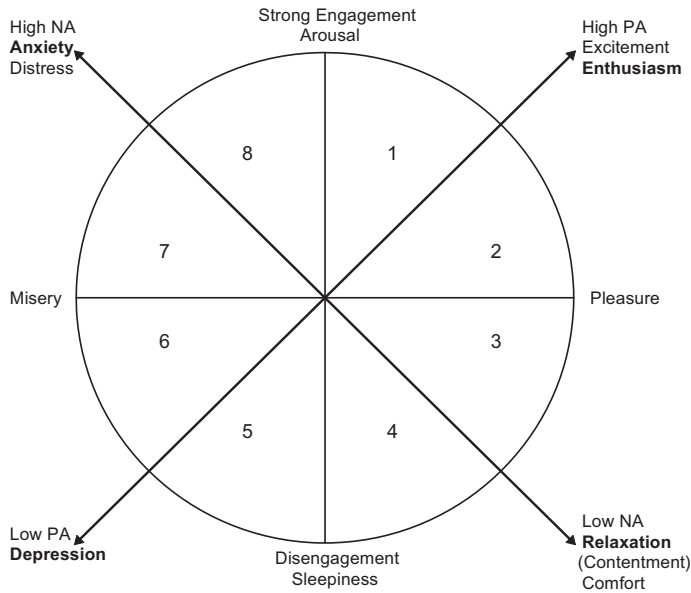 Strong Engagement
Arousal
High NA
Anxiety
Distress
High PA
Excitement
Enthusiasm
8
1
7
2
Misery
Pleasure
6
3
5
4
Low PA
Depression
Disengagement
Sleepiness
Low NA
Relaxation
(Contentment)
Comfort